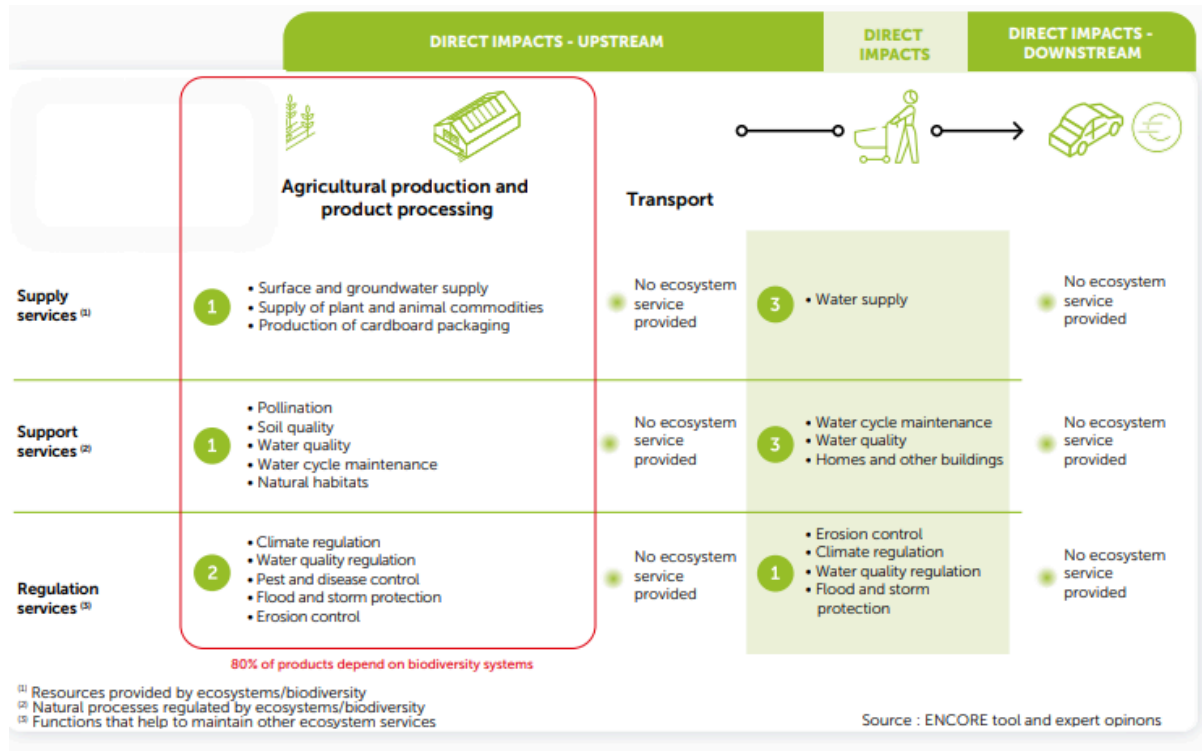 DIRECT IMPACTS - UPSTREAM
DIRECT
IMPACTS
DIRECT IMPACTS -
DOWNSTREAM
Agricultural production and
product processing
Transport
Supply
services (1)
1
• Surface and groundwater supply
• Supply of plant and animal commodities
• Production of cardboard packaging
No ecosystem
service
provided
3
• Water supply
No ecosystem
service
provided
Support
services (2)
1
• Pollination
• Soil quality
• Water quality
• Water cycle maintenance
• Natural habitats
No ecosystem
service
provided
3
• Water cycle maintenance
• Water quality
• Homes and other buildings
No ecosystem
service
provided
Regulation
services (3)
2
• Climate regulation
• Water quality regulation
• Pest and disease control
• Flood and storm protection
• Erosion control
No ecosystem
service
provided
1
• Erosion control
• Climate regulation
• Water quality regulation
• Flood and storm
protection
No ecosystem
service
provided
80% of products depend on biodiversity systems
(1) Resources provided by ecosystems/biodiversity
(2) Natural processes regulated by ecosystems/biodiversity
(3) Functions that help to maintain other ecosystem services
Source : ENCORE tool and expert opinons